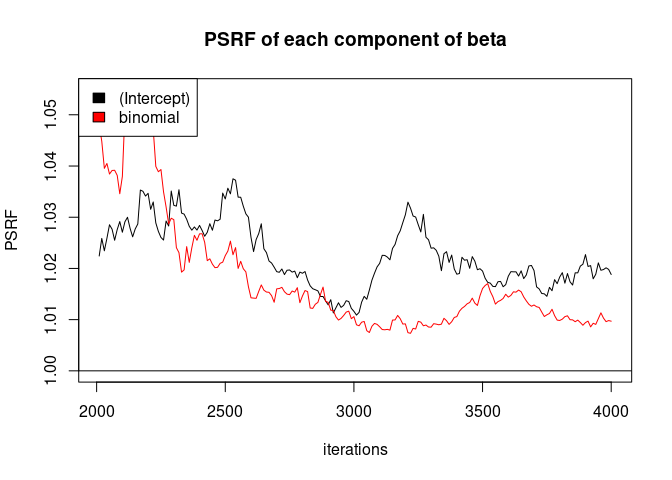 PSRF of each component of beta
(Intercept)
binomial
PSRF
1.05
1.04
1.03
1.02
1.01
1.00
2000 2500 3000 3500 4000
iterations